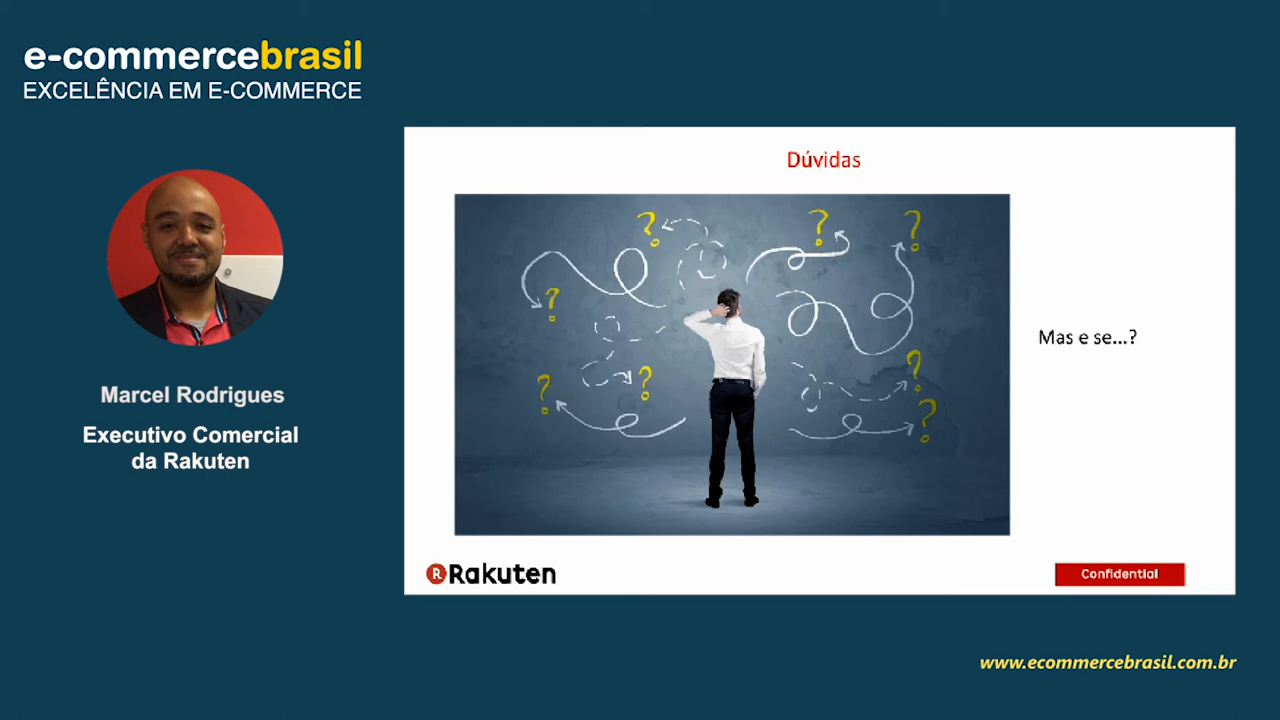 e-commercebrasil
EXCELÊNCIA EM E-COMMERCE
Marcel Rodrigues
Executivo Comercial
da Rakuten
Dúvidas
? ? ?
?
? ? ?
?
Mas e se...?
R Rakuten
Confidential
www.ecommercebrasil.com.br